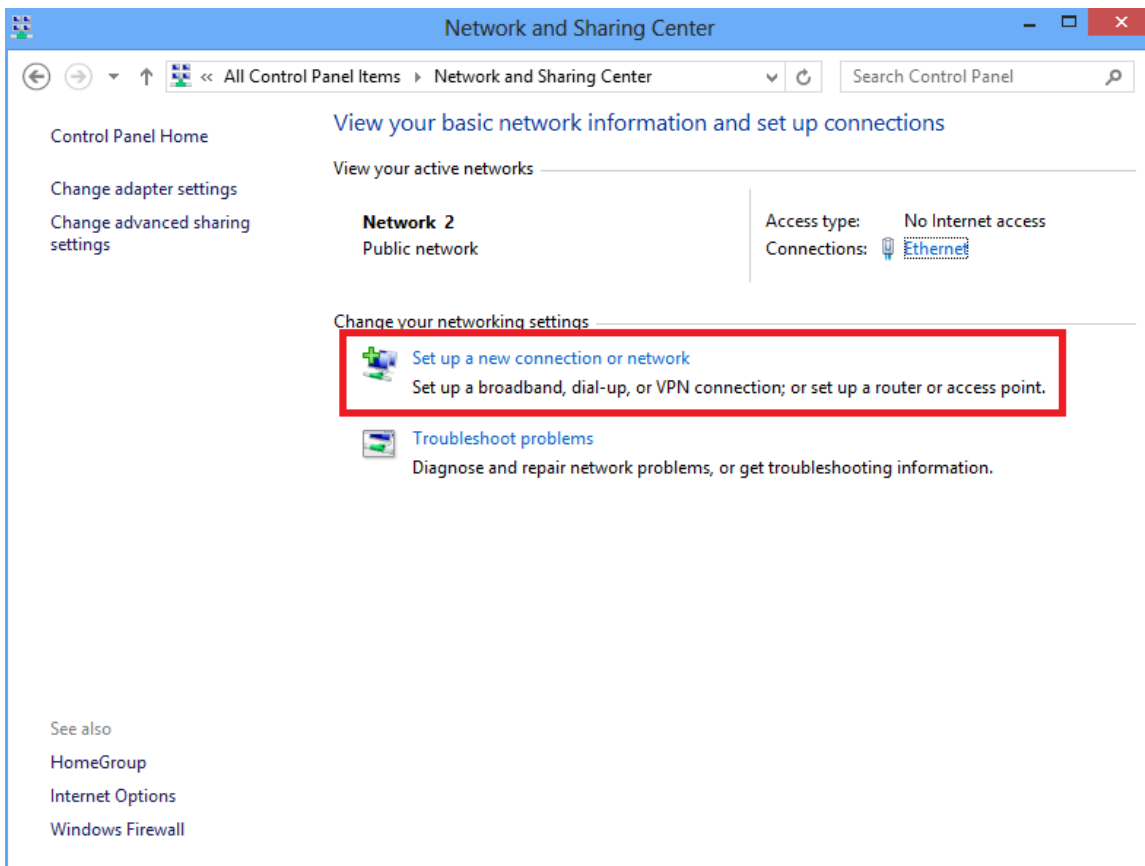 Network and Sharing Center
« All Control Panel Items ▸ Network and Sharing Center
Search Control Panel
Control Panel Home
Change adapter settings
Change advanced sharing
settings
View your basic network information and set up connections
View your active networks
Network 2
Public network
Access type: No Internet access
Connections: Ethernet
Change your networking settings
Set up a new connection or network
Set up a broadband, dial-up, or VPN connection; or set up a router or access point.
Troubleshoot problems
Diagnose and repair network problems, or get troubleshooting information.
See also
HomeGroup
Internet Options
Windows Firewall